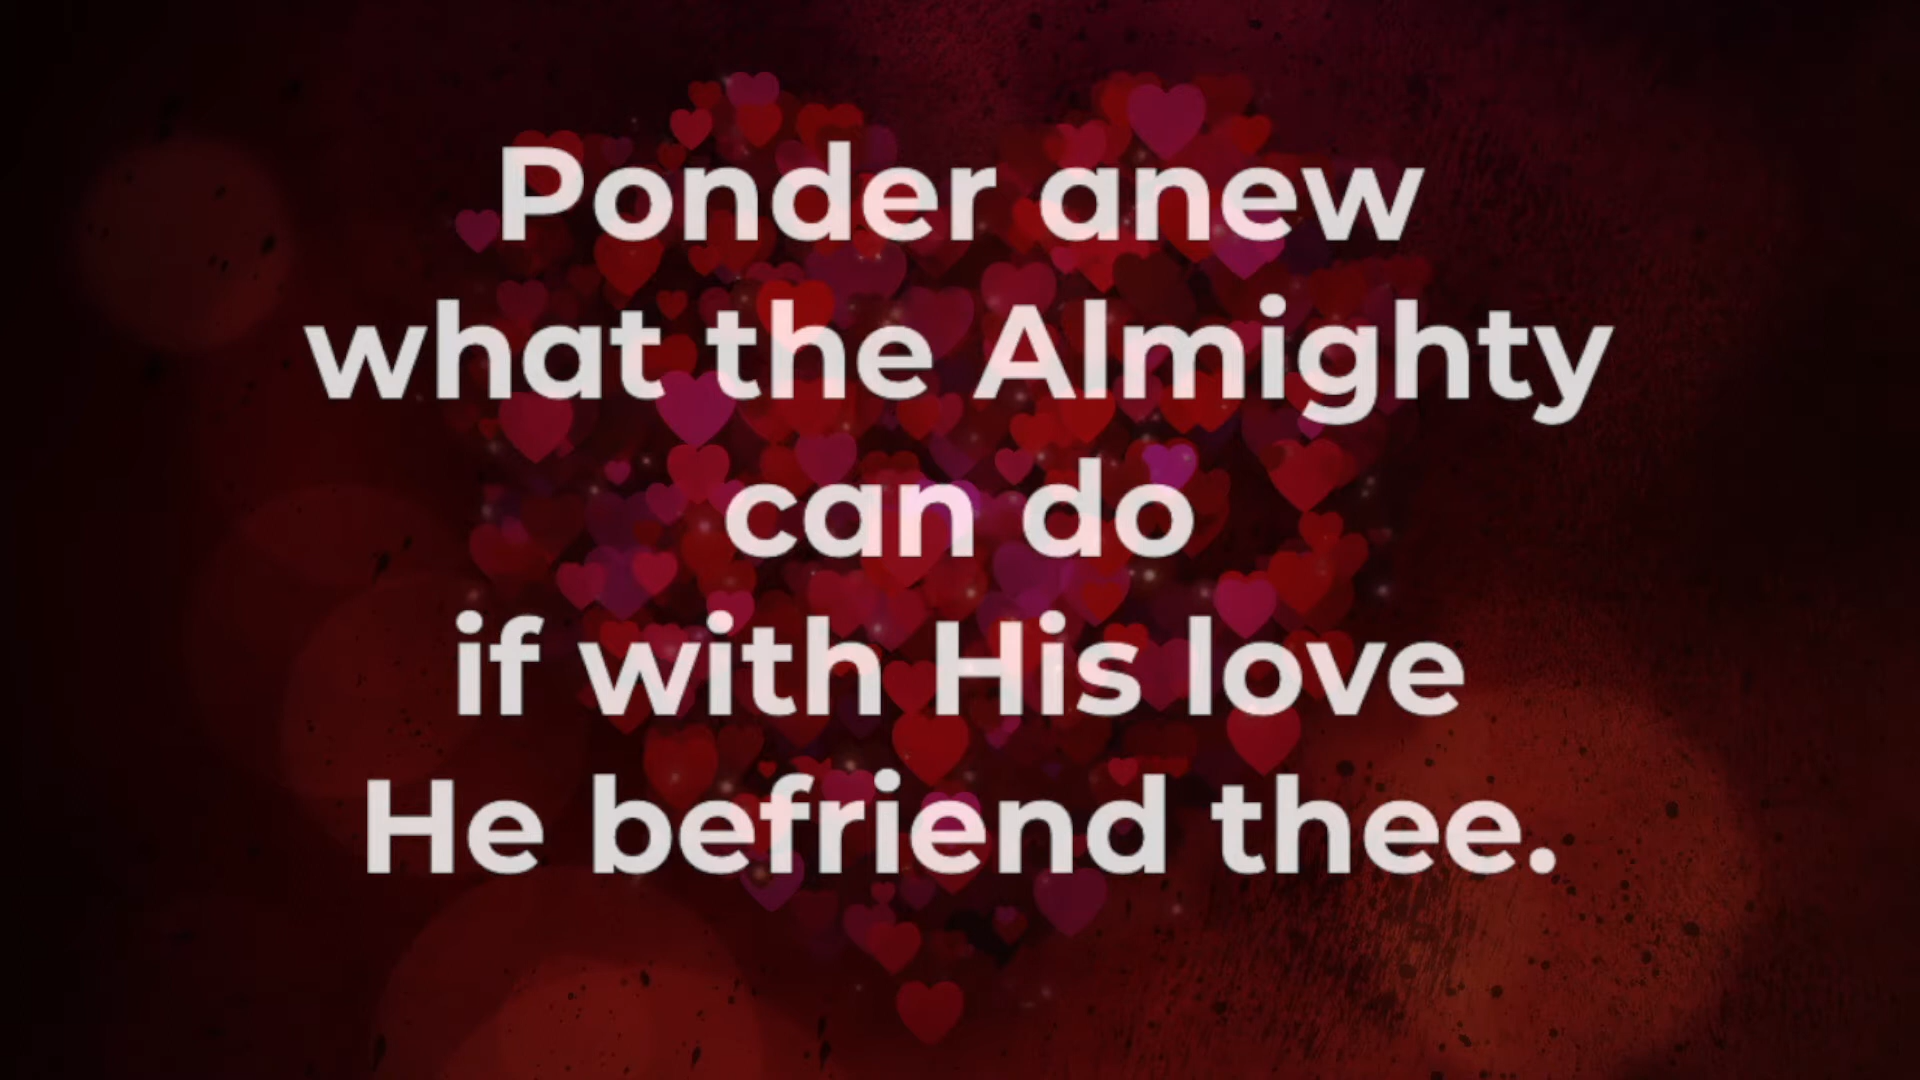 Ponder anew
what the Almighty
can do
if with His love
He befriend thee.